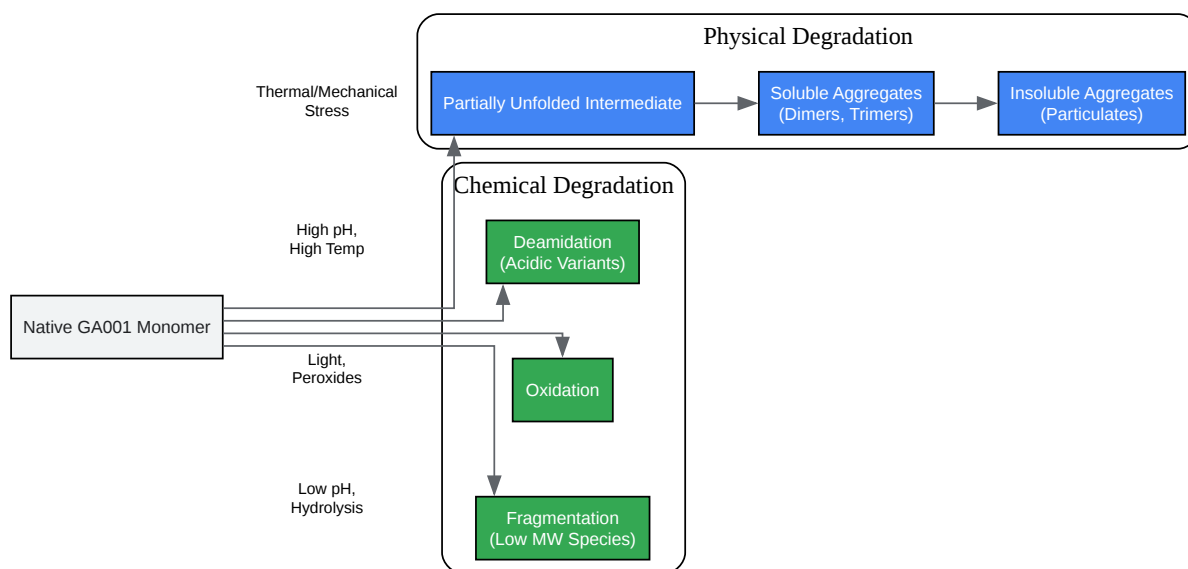 Physical Degradation
Thermal/Mechanical
Stress
Partially Unfolded Intermediate
Soluble Aggregates
(Dimers, Trimers)
Insoluble Aggregates
(Particulates)
Chemical Degradation
High pH,
High Temp
Deamidation
(Acidic Variants)
Native GA001 Monomer
Light,
Peroxides
Oxidation
Low pH,
Hydrolysis
Fragmentation
(Low MW Species)